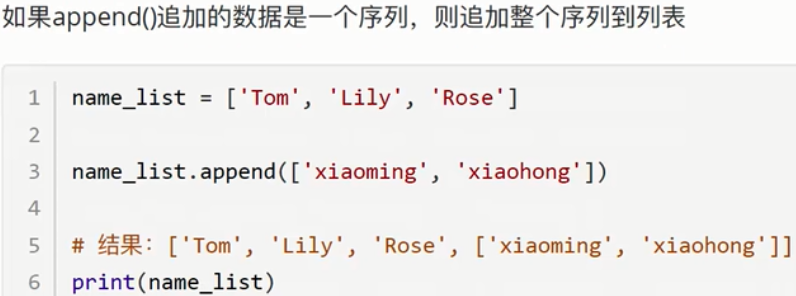 如果append()追加的数据是一个序列，则追加整个序列到列表
1 name_list = ['Tom', 'Lily', 'Rose']
2
3 name_list.append(['xiaoming', 'xiaohong'])
4
5 # 结果：['Tom', 'Lily', 'Rose', ['xiaoming', 'xiaohong']]
6 print(name_list)